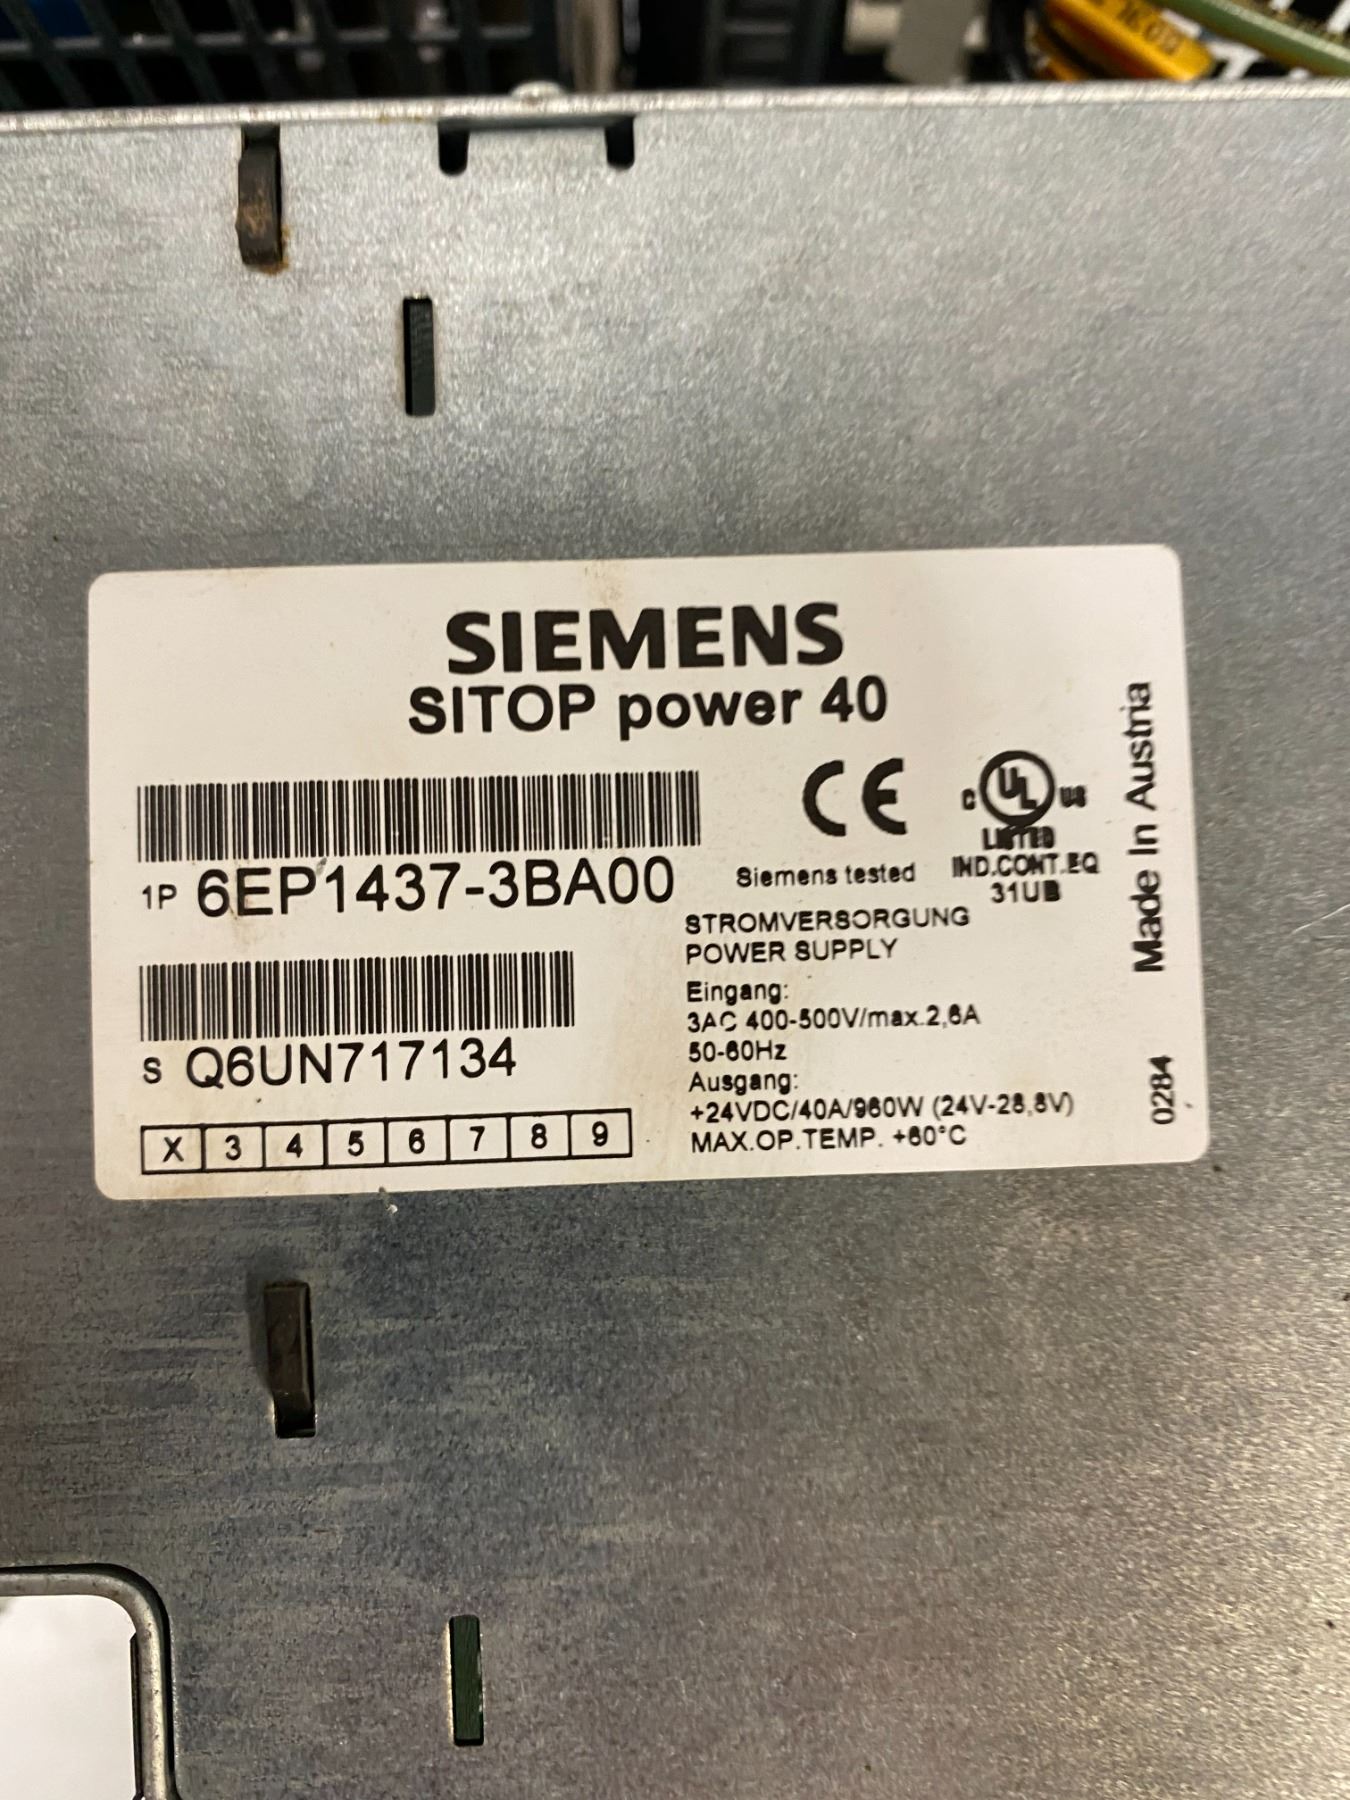 SIEMENS
SITOP power 40
1P 6EP1437-3BA00
Siemens tested
C UL US
LISTED
IND.CONT.EQ
31UB
STROMVERSORGUNG
POWER SUPPLY
Eingang:
3AC 400-500V/max.2,6A
50-60Hz
Ausgang:
+24VDC/40A/960W (24V-28,8V)
MAX.OP.TEMP. +60°C
S Q6UN717134
X 3 4 5 6 7 8 9
Made In Austria
0284